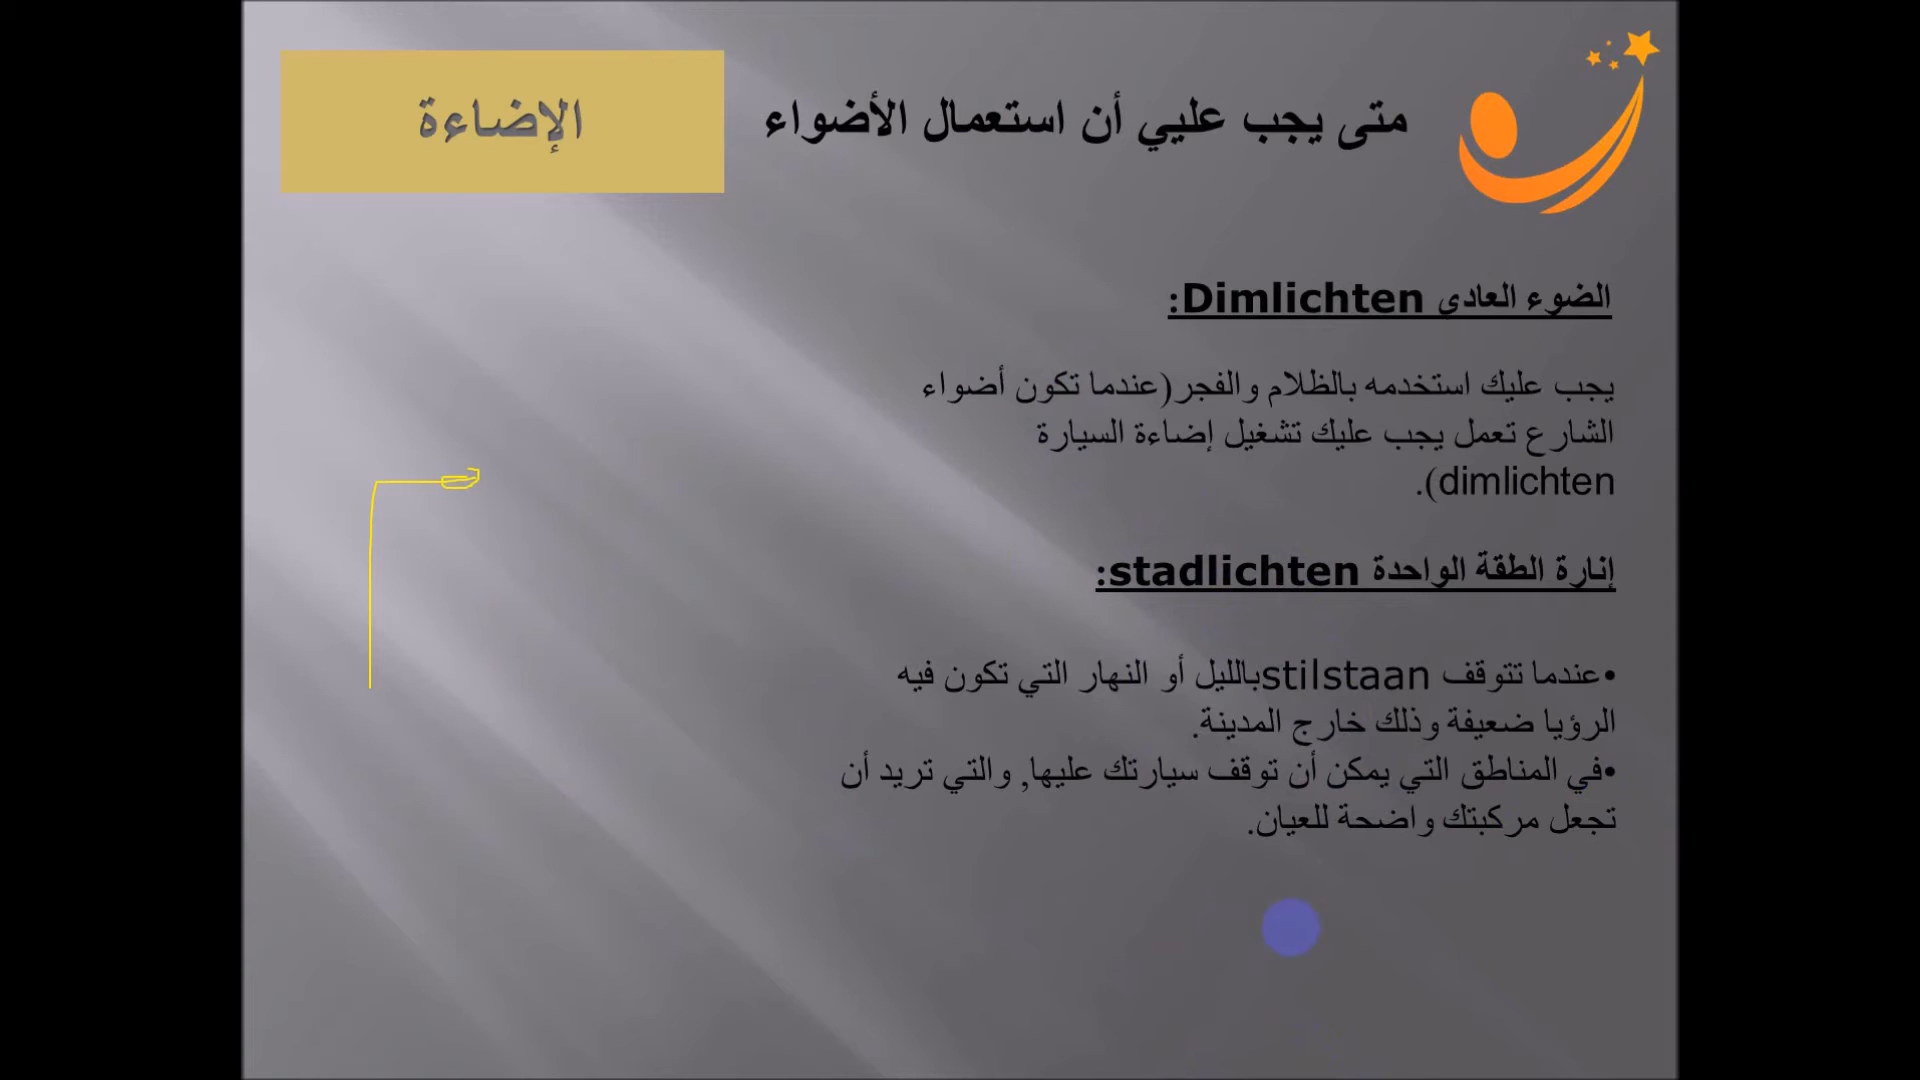 الإضاءة
متى يجب عليي أن استعمال الأضواء
الضوء العادي Dimlichten:
يجب عليك استخدمه بالظلام والفجر(عندما تكون أضواء
الشارع تعمل يجب عليك تشغيل إضاءة السيارة
dimlichten).
إنارة الطقة الواحدة stadlichten:
•عندما تتوقف stilstaanبالليل أو النهار التي تكون فيه
الرؤيا ضعيفة وذلك خارج المدينة.
•في المناطق التي يمكن أن توقف سيارتك عليها, والتي تريد أن
تجعل مركبتك واضحة للعيان.